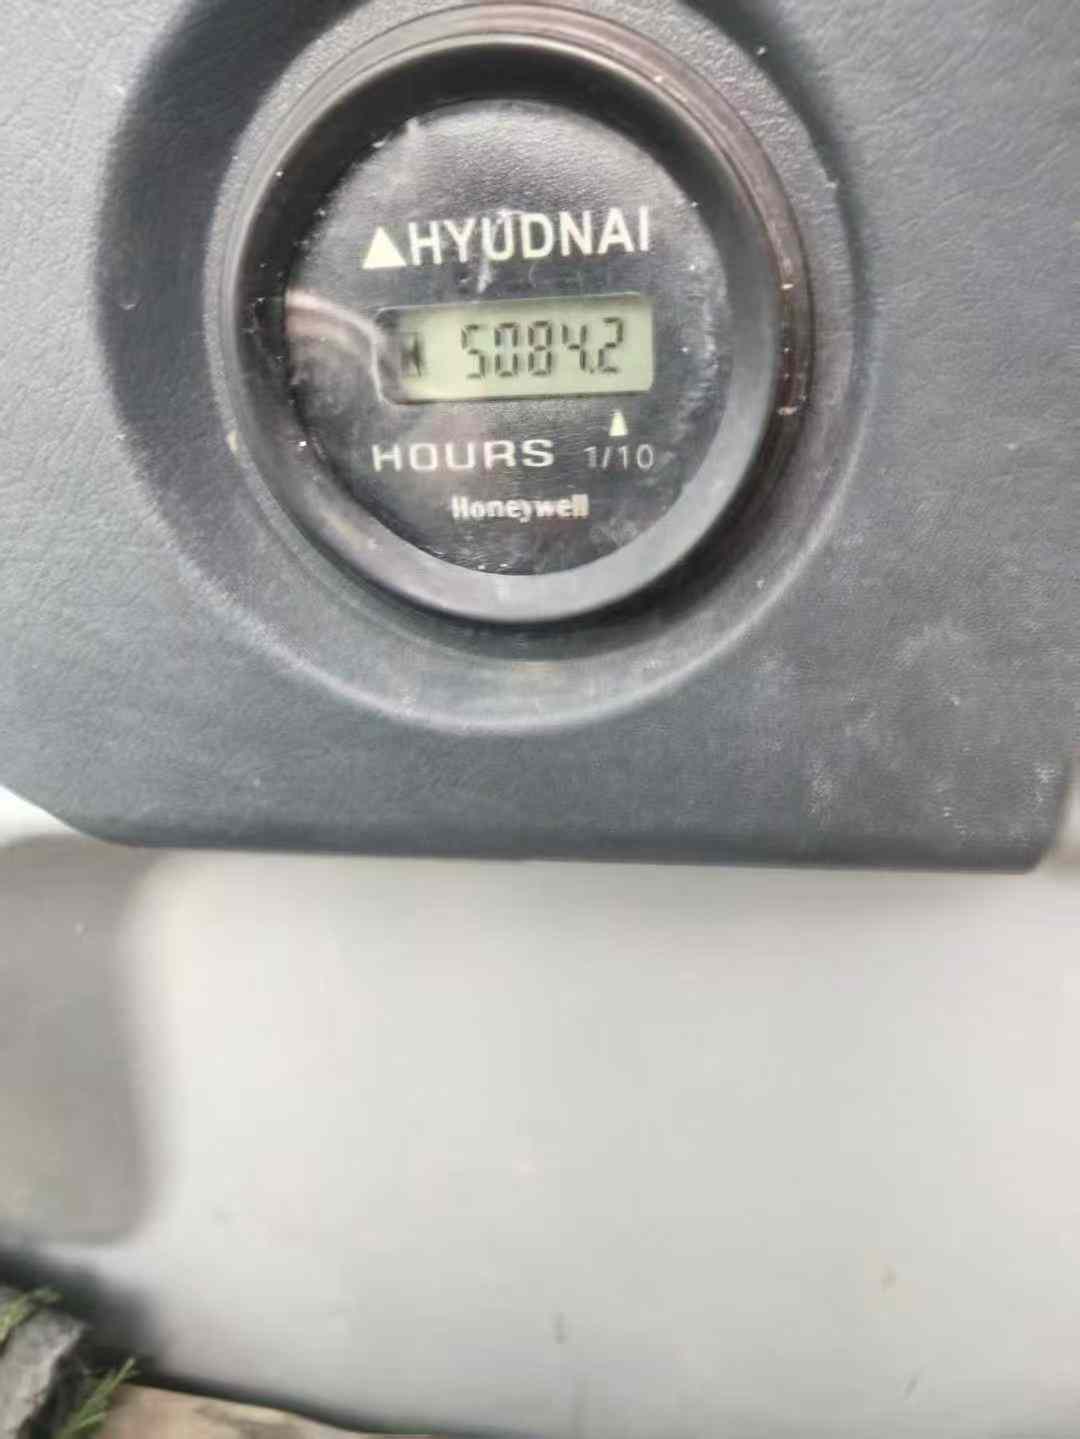 ▲HYUDNAI
5084.2
HOURS 1/10
Honeywell